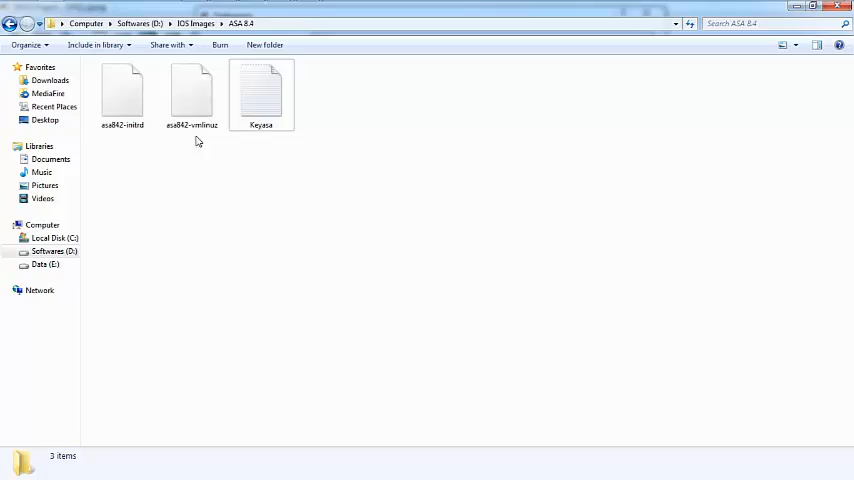 Computer ▸ Softwares (D:) ▸ IOS Images ▸ ASA 8.4
Search ASA 8.4
Organize Include in library Share with Burn New folder
Favorites
Downloads
MediaFire
Recent Places
Desktop
Libraries
Documents
Music
Pictures
Videos
Computer
Local Disk (C:)
Softwares (D:)
Data (E:)
Network
asa842-initrd asa842-vmlinuz Keyasa
3 items